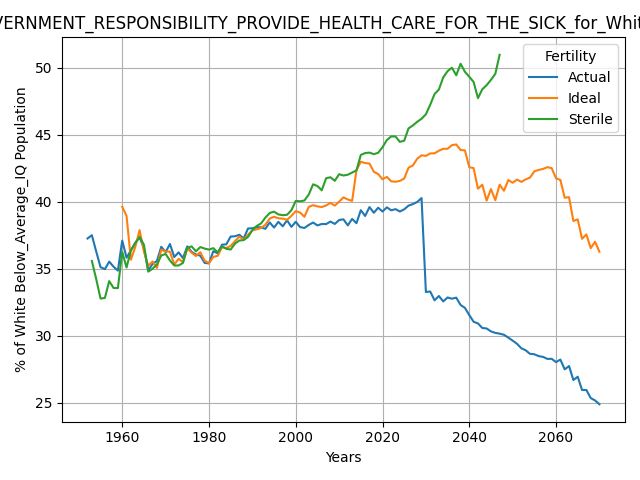 VERNMENT_RESPONSIBILITY_PROVIDE_HEALTH_CARE_FOR_THE_SICK_for_Whit
% of White Below_Average_IQ Population
50
45
40
35
30
25
1960
1980
2000
2020
2040
2060
Years
Fertility
Actual
Ideal
Sterile